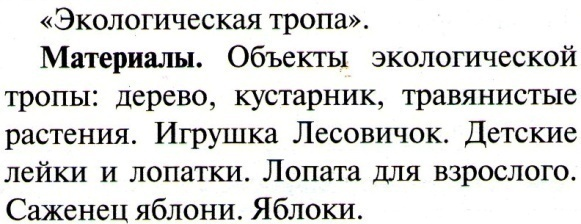 «Экологическая тропа».
Материалы. Объекты экологической
тропы: дерево, кустарник, травянистые
растения. Игрушка Лесовичок. Детские
лейки и лопатки. Лопата для взрослого.
Саженец яблони. Яблоки.